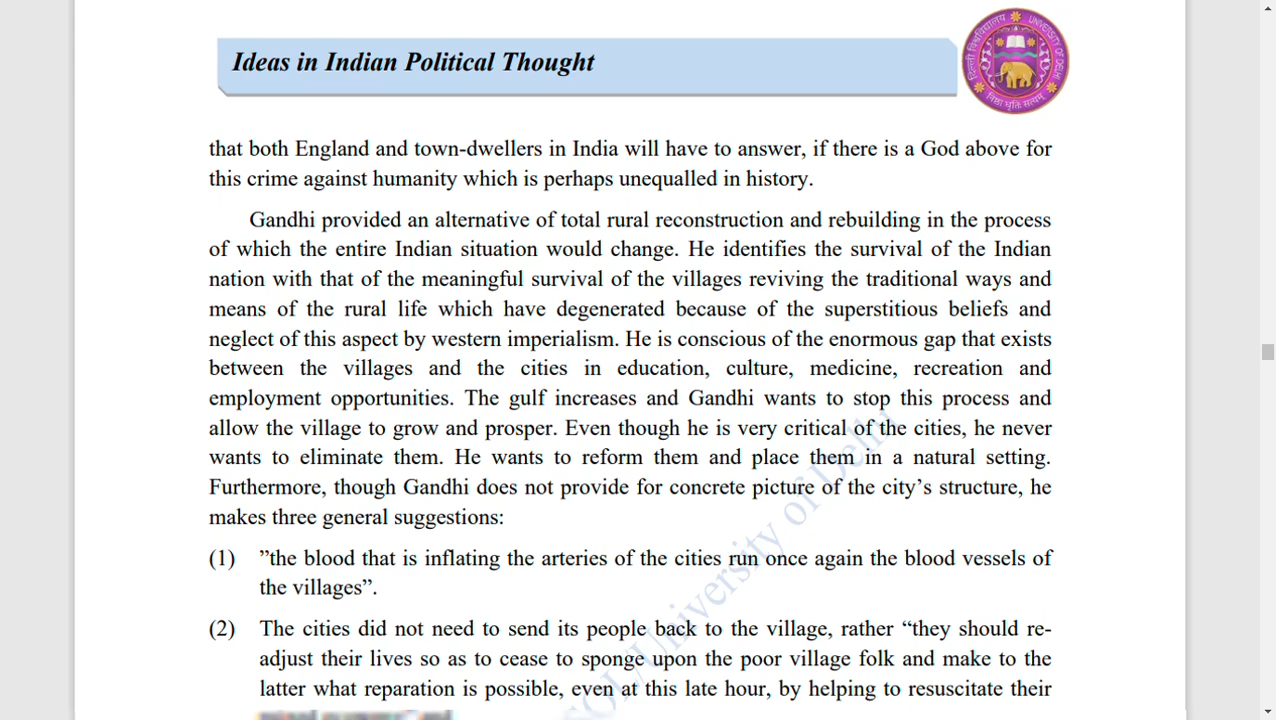 Ideas in Indian Political Thought
दिल्ली विश्वविद्यालय UNIVERSITY OF DELHI
निष्ठा धृति सत्यम्
that both England and town-dwellers in India will have to answer, if there is a God above for
this crime against humanity which is perhaps unequalled in history.
Gandhi provided an alternative of total rural reconstruction and rebuilding in the process
of which the entire Indian situation would change. He identifies the survival of the Indian
nation with that of the meaningful survival of the villages reviving the traditional ways and
means of the rural life which have degenerated because of the superstitious beliefs and
neglect of this aspect by western imperialism. He is conscious of the enormous gap that exists
between the villages and the cities in education, culture, medicine, recreation and
employment opportunities. The gulf increases and Gandhi wants to stop this process and
allow the village to grow and prosper. Even though he is very critical of the cities, he never
wants to eliminate them. He wants to reform them and place them in a natural setting.
Furthermore, though Gandhi does not provide for concrete picture of the city’s structure, he
makes three general suggestions:
(1) ”the blood that is inflating the arteries of the cities run once again the blood vessels of
the villages”.
(2) The cities did not need to send its people back to the village, rather “they should re-
adjust their lives so as to cease to sponge upon the poor village folk and make to the
latter what reparation is possible, even at this late hour, by helping to resuscitate their
SOL/University of Delhi